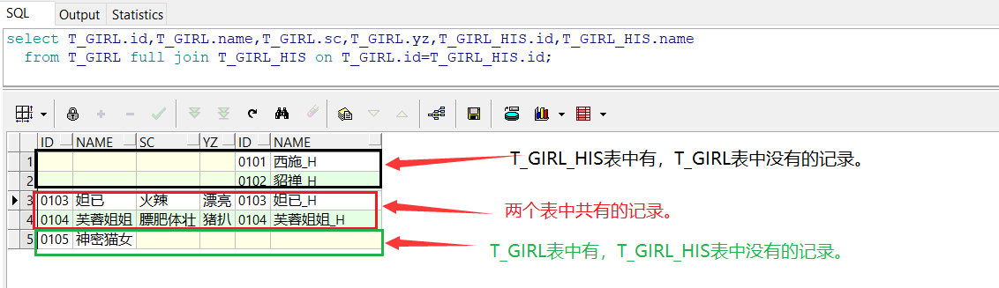 SQL Output Statistics
select T_GIRL.id,T_GIRL.name,T_GIRL.sc,T_GIRL.yz,T_GIRL_HIS.id,T_GIRL_HIS.name
from T_GIRL full join T_GIRL_HIS on T_GIRL.id=T_GIRL_HIS.id;
ID NAME SC YZ ID NAME
1 0101 西施_H
T_GIRL_HIS表中有，T_GIRL表中没有的记录。
2 0102 貂禅_H
3 0103 妲已 火辣 漂亮 0103 妲已_H
两个表中共有的记录。
4 0104 芙蓉姐姐 膘肥体壮 猪扒 0104 芙蓉姐姐_H
5 0105 神密猫女
T_GIRL表中有，T_GIRL_HIS表中没有的记录。